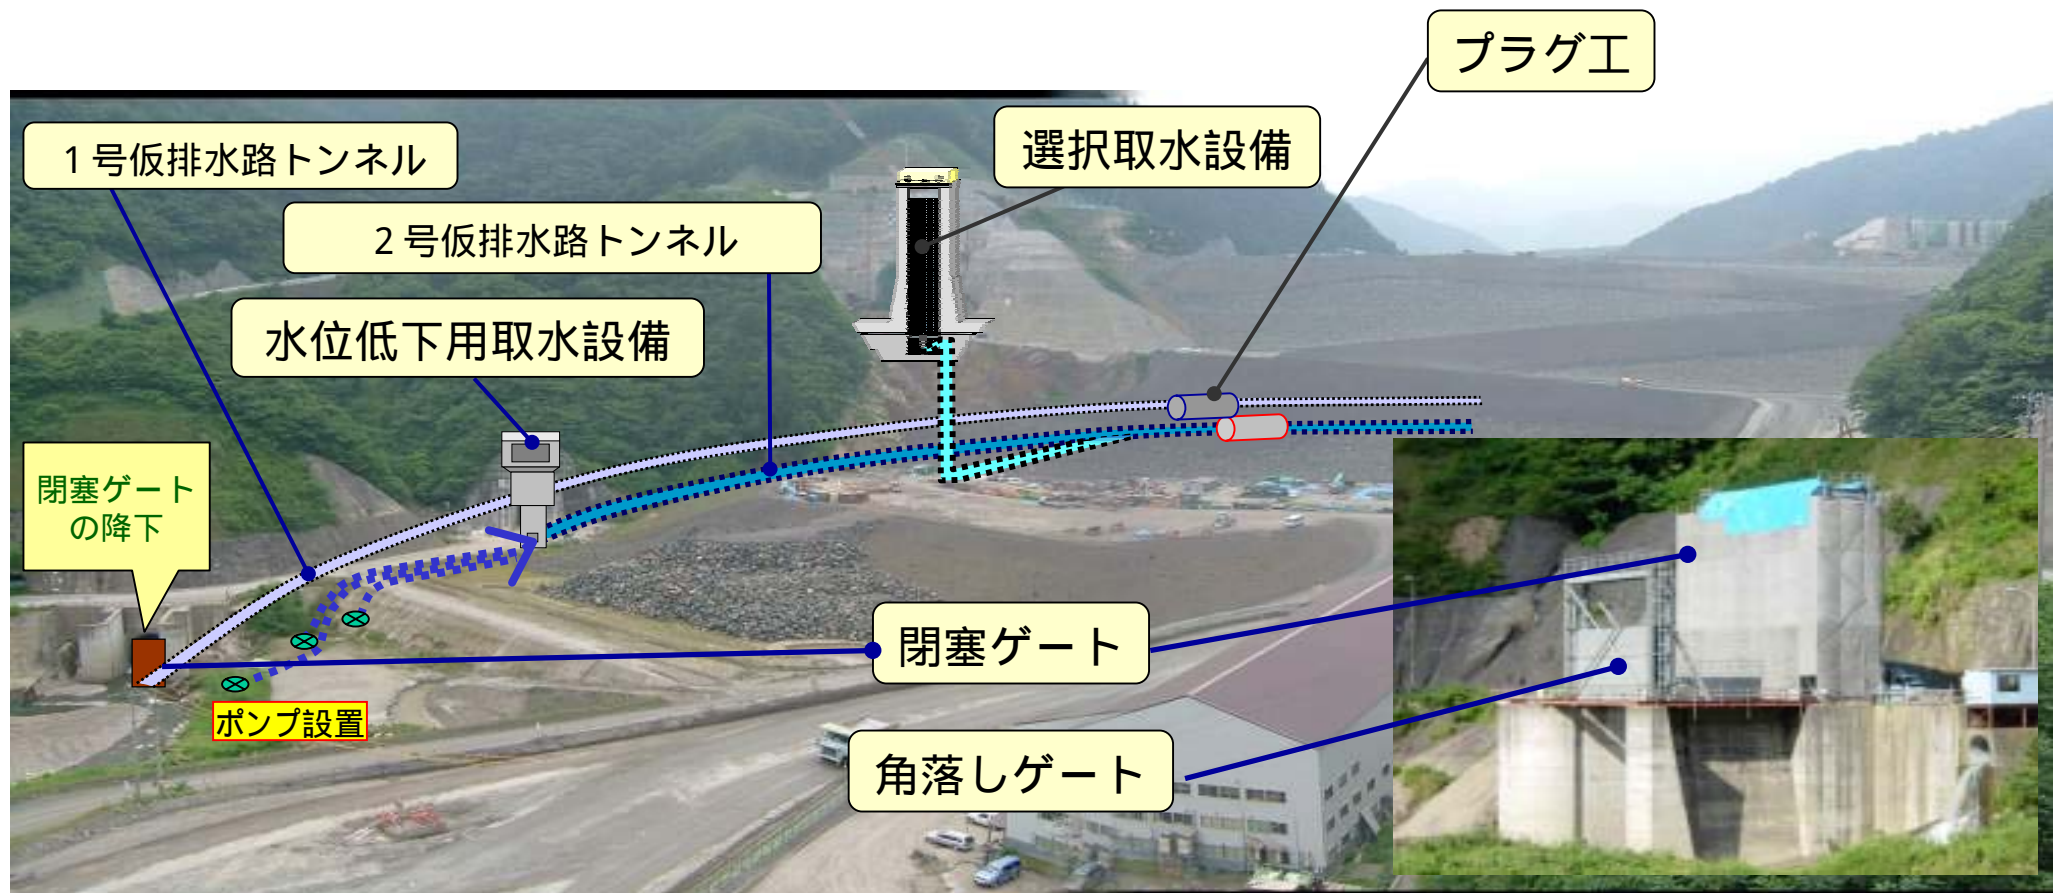 プラグ工
選択取水設備
1号仮排水路トンネル
2号仮排水路トンネル
水位低下用取水設備
閉塞ゲート
の降下
閉塞ゲート
ポンプ設置
角落しゲート